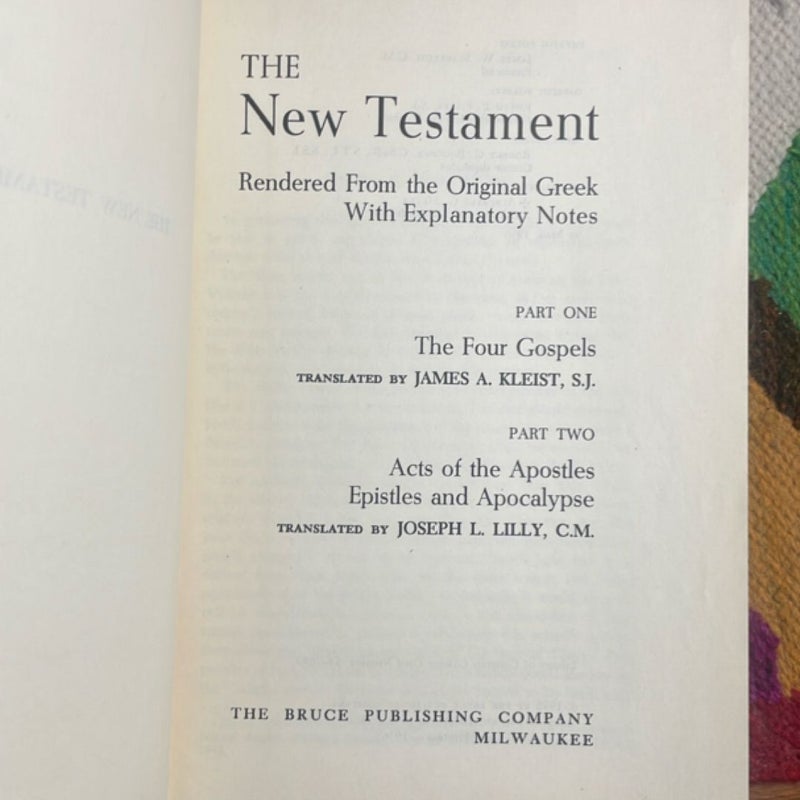 THE
New Testament
Rendered From the Original Greek
With Explanatory Notes
PART ONE
The Four Gospels
TRANSLATED BY JAMES A. KLEIST, S.J.
PART TWO
Acts of the Apostles
Epistles and Apocalypse
TRANSLATED BY JOSEPH L. LILLY, C.M.
THE BRUCE PUBLISHING COMPANY
MILWAUKEE